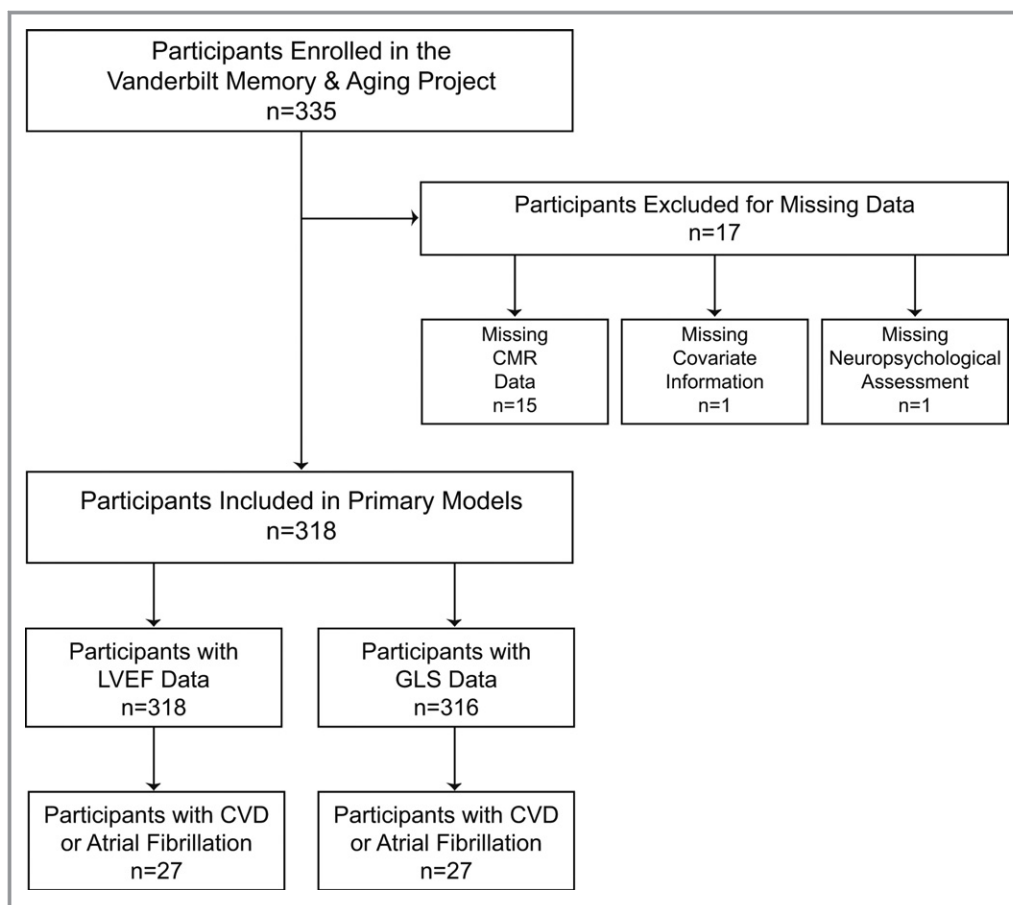 Participants Enrolled in the
Vanderbilt Memory & Aging Project
n=335
Participants Excluded for Missing Data
n=17
Missing
CMR
Data
n=15
Missing
Covariate
Information
n=1
Missing
Neuropsychological
Assessment
n=1
Participants Included in Primary Models
n=318
Participants with
LVEF Data
n=318
Participants with
GLS Data
n=316
Participants with CVD
or Atrial Fibrillation
n=27
Participants with CVD
or Atrial Fibrillation
n=27